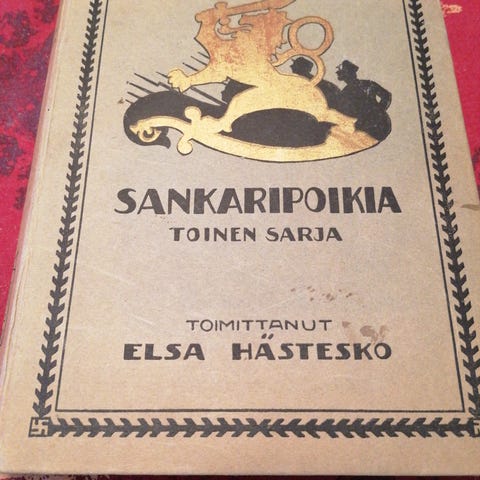 SANKARIPOIKIA
TOINEN SARJA
TOIMITTANUT
ELSA HÄSTESKO